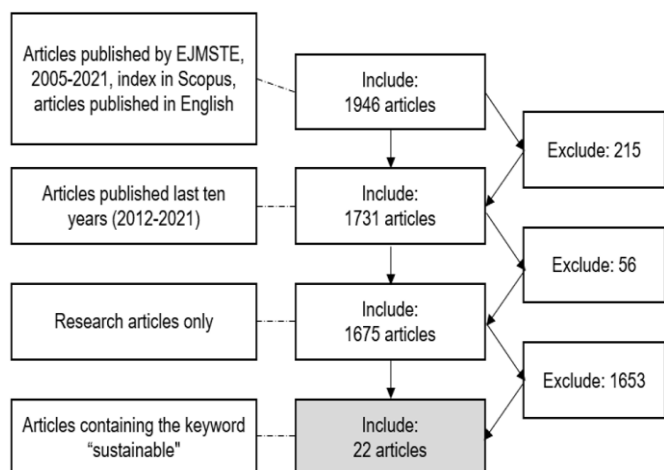 Articles published by EJMSTE,
2005-2021, index in Scopus,
articles published in English
Include:
1946 articles
Exclude: 215
Articles published last ten
years (2012-2021)
Include:
1731 articles
Exclude: 56
Research articles only
Include:
1675 articles
Exclude: 1653
Articles containing the keyword
“sustainable"
Include:
22 articles